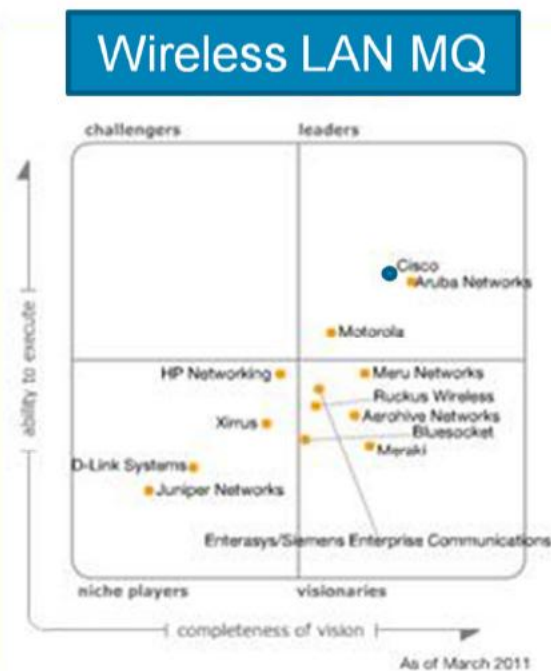 Wireless LAN MQ
challengers
leaders
Cisco
Aruba Networks
Motorola
HP Networking
Meru Networks
Ruckus Wireless
Xirrus
Aerohive Networks
Bluesocket
Meraki
D-Link Systems
Juniper Networks
Enterasys/Siemens Enterprise Communications
niche players
visionaries
ability to execute
completeness of vision
As of March 2011